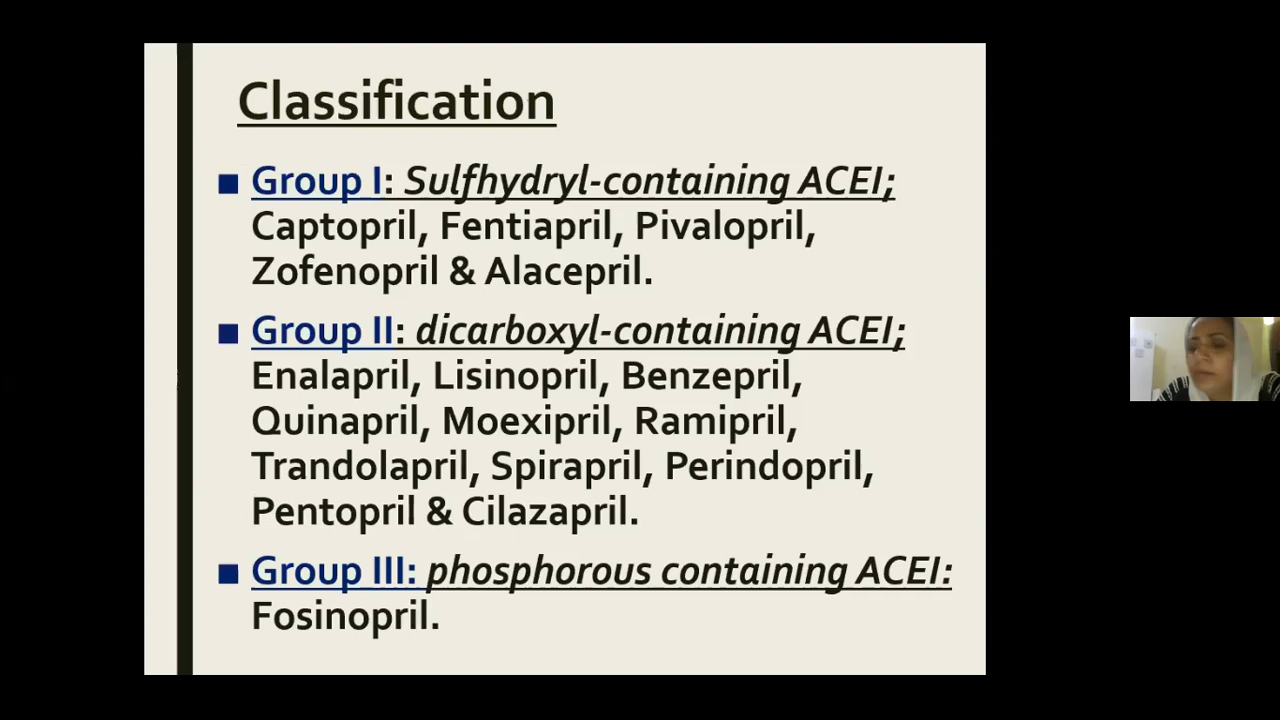 Classification
■ Group I: Sulfhydryl-containing ACEI;
Captopril, Fentiapril, Pivalopril,
Zofenopril & Alacepril.
■ Group II: dicarboxyl-containing ACEI;
Enalapril, Lisinopril, Benzepril,
Quinapril, Moexipril, Ramipril,
Trandolapril, Spirapril, Perindopril,
Pentopril & Cilazapril.
■ Group III: phosphorous containing ACEI:
Fosinopril.